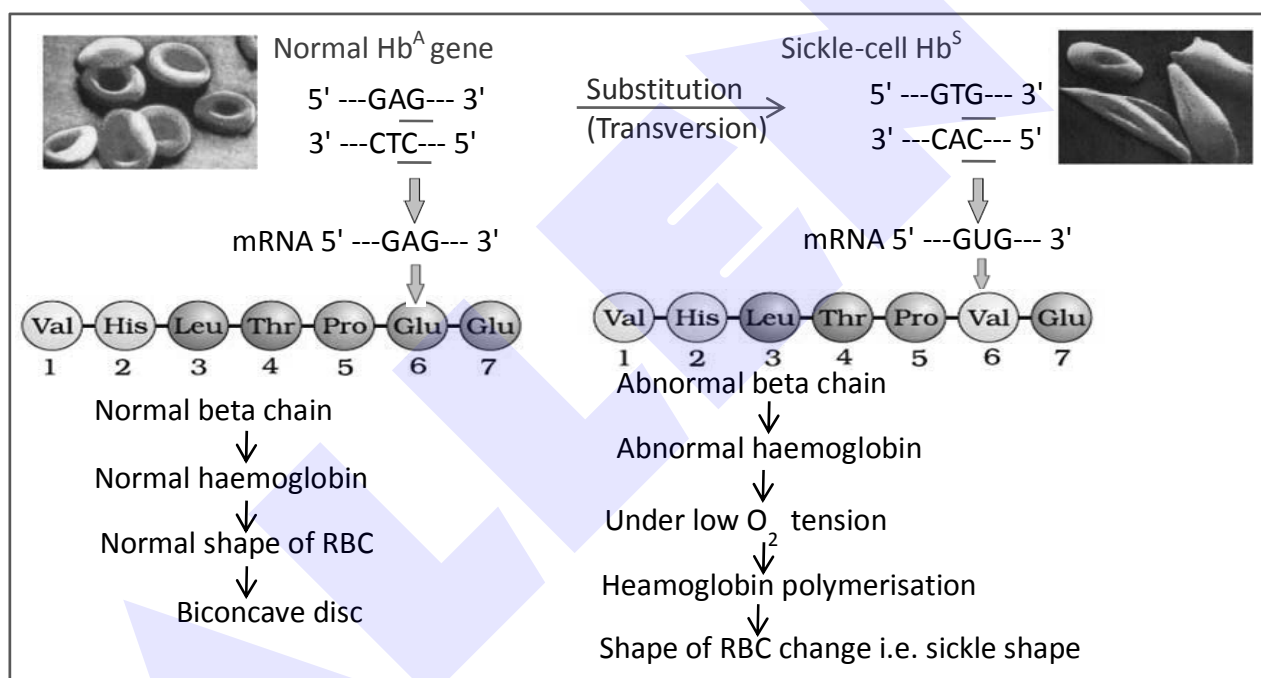 Normal Hb^A gene
5' ---GAG--- 3'
3' ---CTC--- 5'
mRNA 5' ---GAG--- 3'
Val His Leu Thr Pro Glu Glu
1 2 3 4 5 6 7
Normal beta chain
Normal haemoglobin
Normal shape of RBC
Biconcave disc
Substitution
(Transversion)
Sickle-cell Hb^S
5' ---GTG--- 3'
3' ---CAC--- 5'
mRNA 5' ---GUG--- 3'
Val His Leu Thr Pro Val Glu
1 2 3 4 5 6 7
Abnormal beta chain
Abnormal haemoglobin
Under low O2 tension
Heamoglobin polymerisation
Shape of RBC change i.e. sickle shape